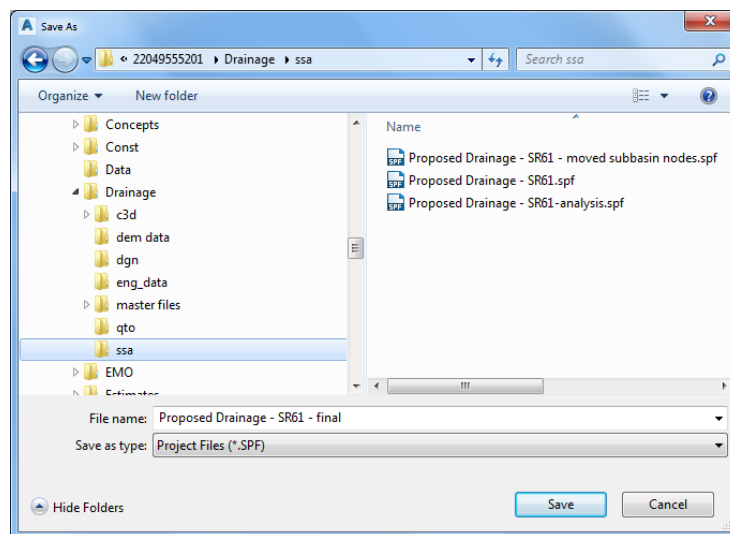 Save As
« 22049555201 Drainage ssa
Search ssa
Organize New folder
Concepts
Const
Data
Drainage
c3d
dem data
dgn
eng_data
master files
qto
ssa
EMO
Estimates
Name
Proposed Drainage - SR61 - moved subbasin nodes.spf
Proposed Drainage - SR61.spf
Proposed Drainage - SR61-analysis.spf
File name: Proposed Drainage - SR61 - final
Save as type: Project Files (*.SPF)
Hide Folders
Save Cancel